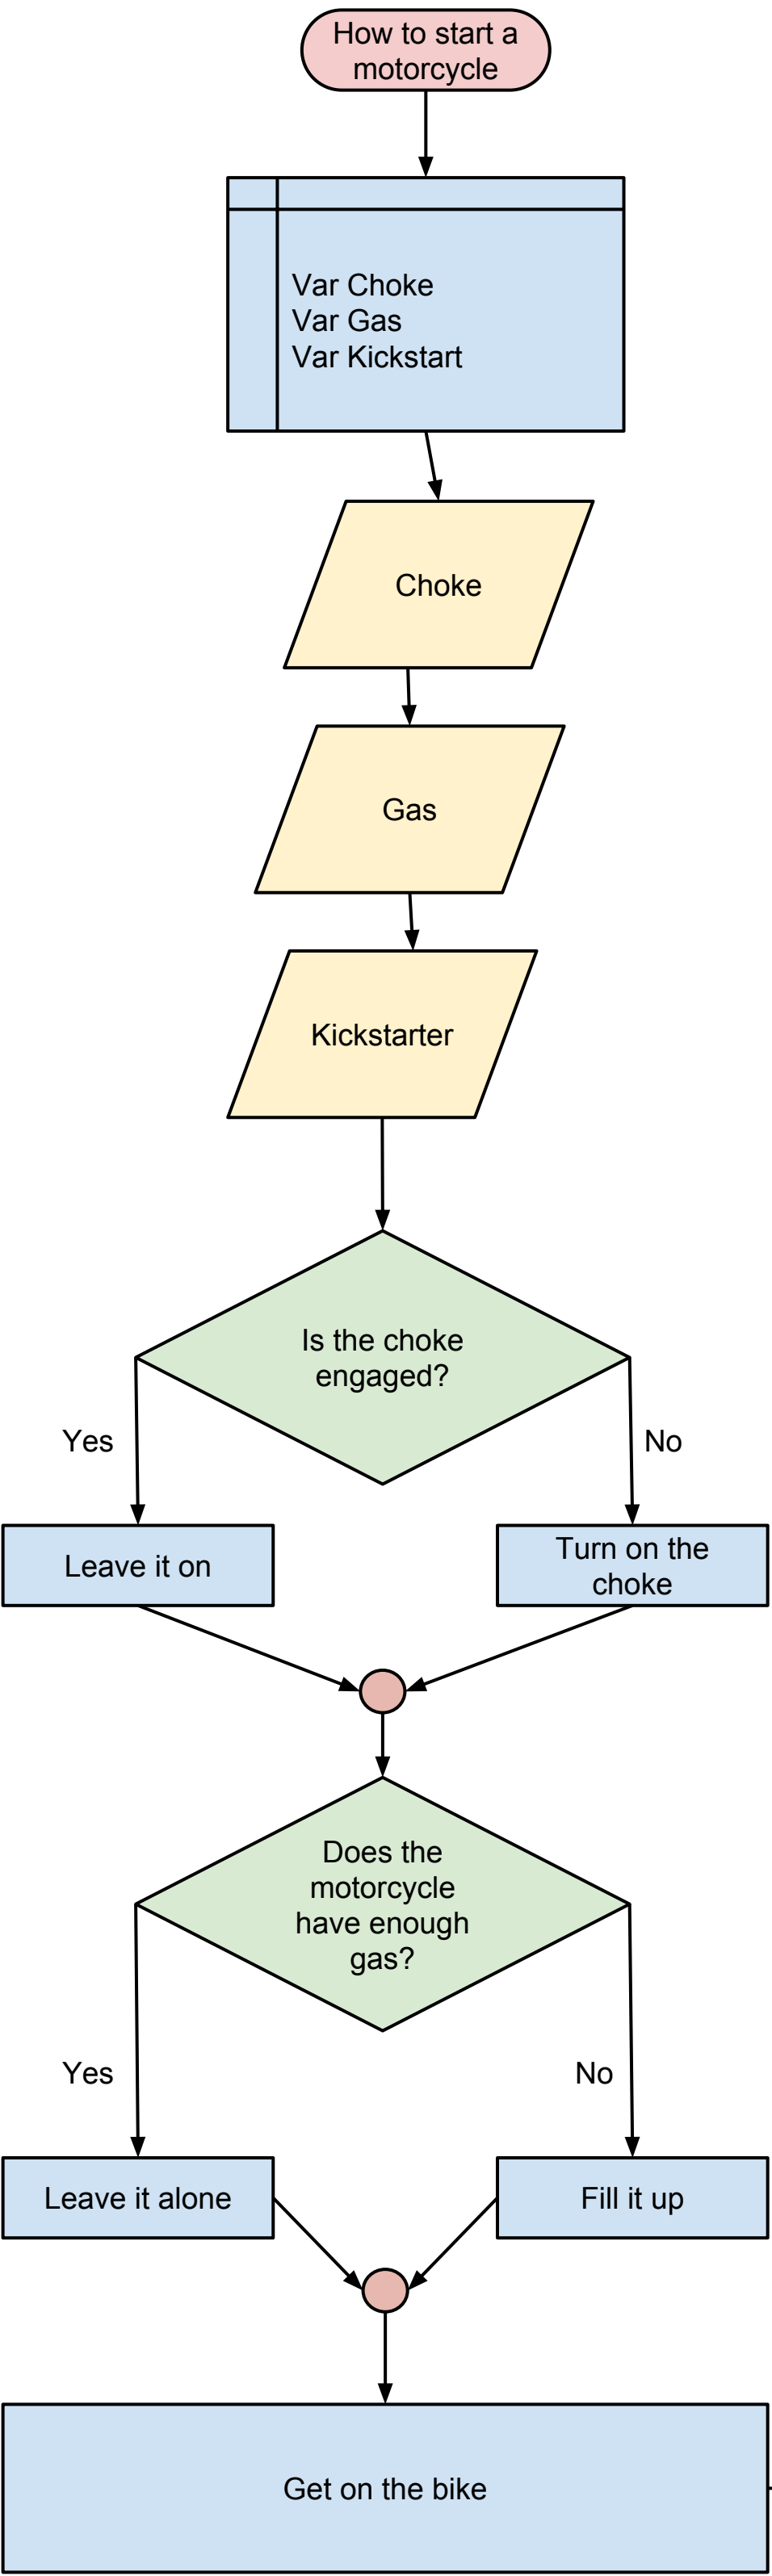 How to start a
motorcycle
Var Choke
Var Gas
Var Kickstart
Choke
Gas
Kickstarter
Is the choke
engaged?
Yes
No
Leave it on
Turn on the
choke
Does the
motorcycle
have enough
gas?
Yes
No
Leave it alone
Fill it up
Get on the bike